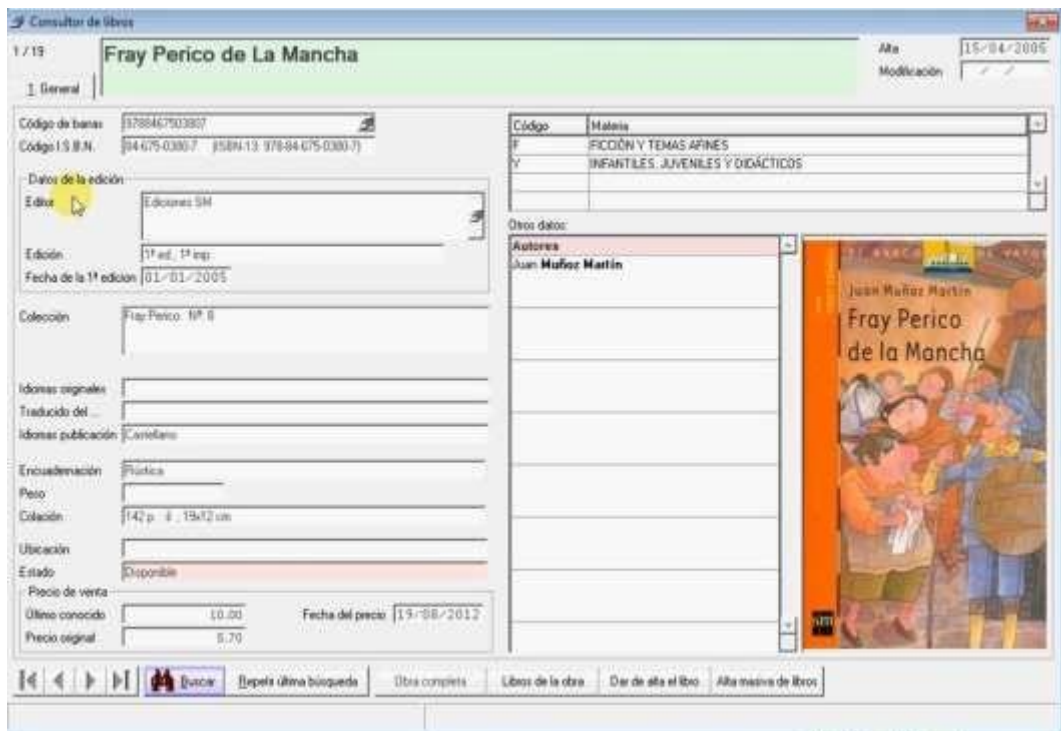 Consultor de libros
1 / 19
Fray Perico de La Mancha
Alta 15/04/2005
Modificación / /
1. General
Código de barras 9788467503807
Código I.S.B.N. 84-675-0380-7 (ISBN-13: 978-84-675-0380-7)
Datos de la edición
Editor Ediciones SM
Edición 1ª ed., 1ª imp.
Fecha de la 1ª edicion 01/01/2005
Colección Fray Perico. Nº: 8
Idiomas originales
Traducido del ...
Idiomas publicación Castellano
Encuadernación Rústica
Peso
Colación 142 p. il ; 19x12 cm
Ubicación
Estado Disponible
Precio de venta
Último conocido 10.00 Fecha del precio 19/08/2012
Precio original 5.70
Código Materia
F FICCIÓN Y TEMAS AFINES
Y INFANTILES, JUVENILES Y DIDÁCTICOS
Otros datos:
Autores
Juan Muñoz Martín
EL BARCO DE VAPOR
Juan Muñoz Martín
Fray Perico
de la Mancha
sm
Buscar Repetir última búsqueda Obra completa Libros de la obra Dar de alta el libro Alta masiva de libros